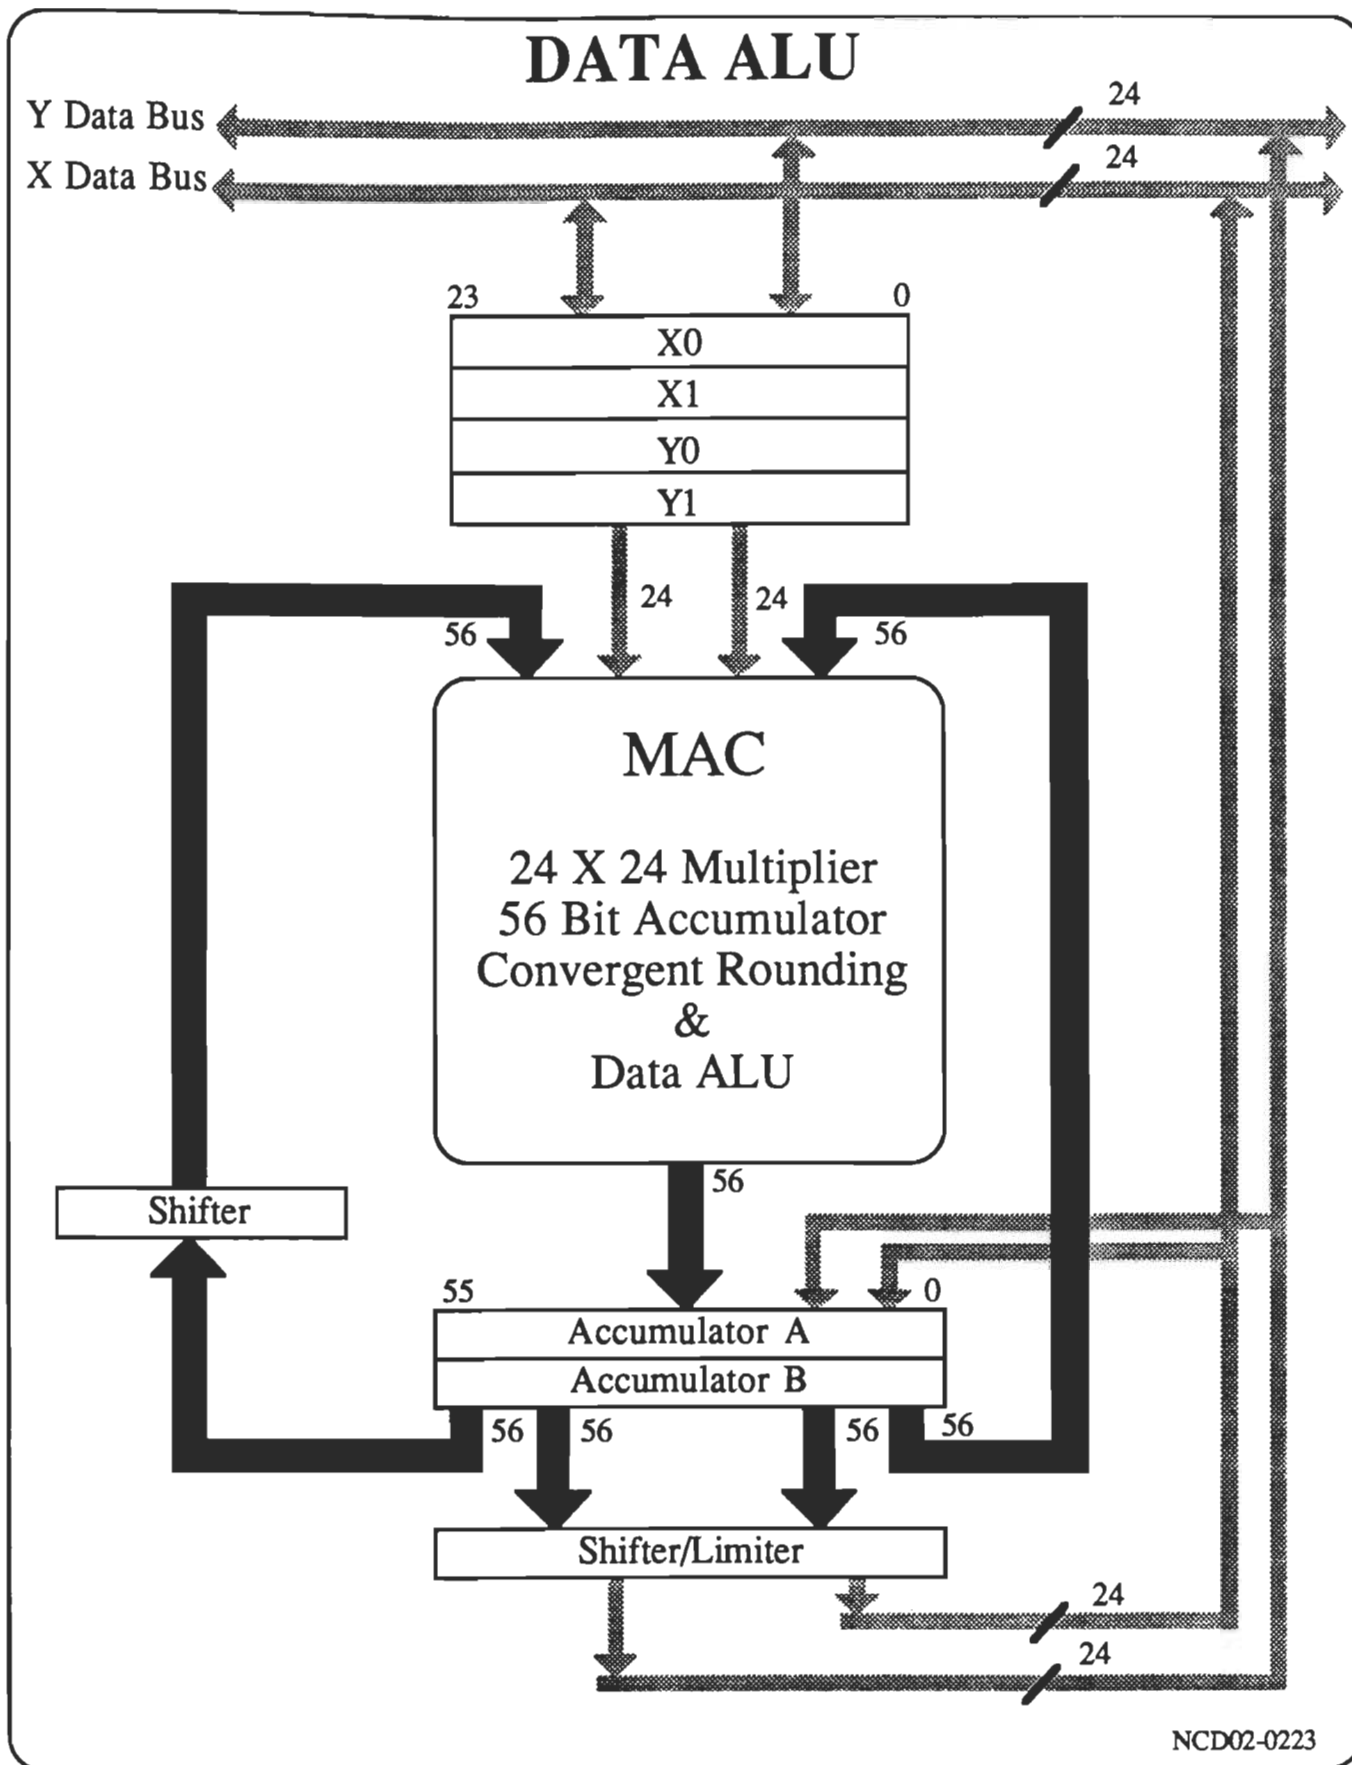 DATA ALU
24
Y Data Bus
24
X Data Bus
23
0
X0
X1
Y0
Y1
24
24
56
56
MAC
24 X 24 Multiplier
56 Bit Accumulator
Convergent Rounding
&
Data ALU
56
Shifter
55
0
Accumulator A
Accumulator B
56
56
56
56
Shifter/Limiter
24
24
NCD02-0223